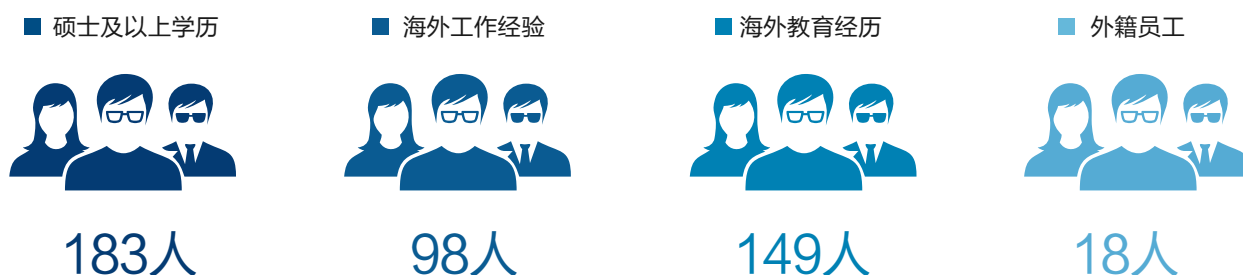 硕士及以上学历
海外工作经验
海外教育经历
外籍员工
183人
98人
149人
18人